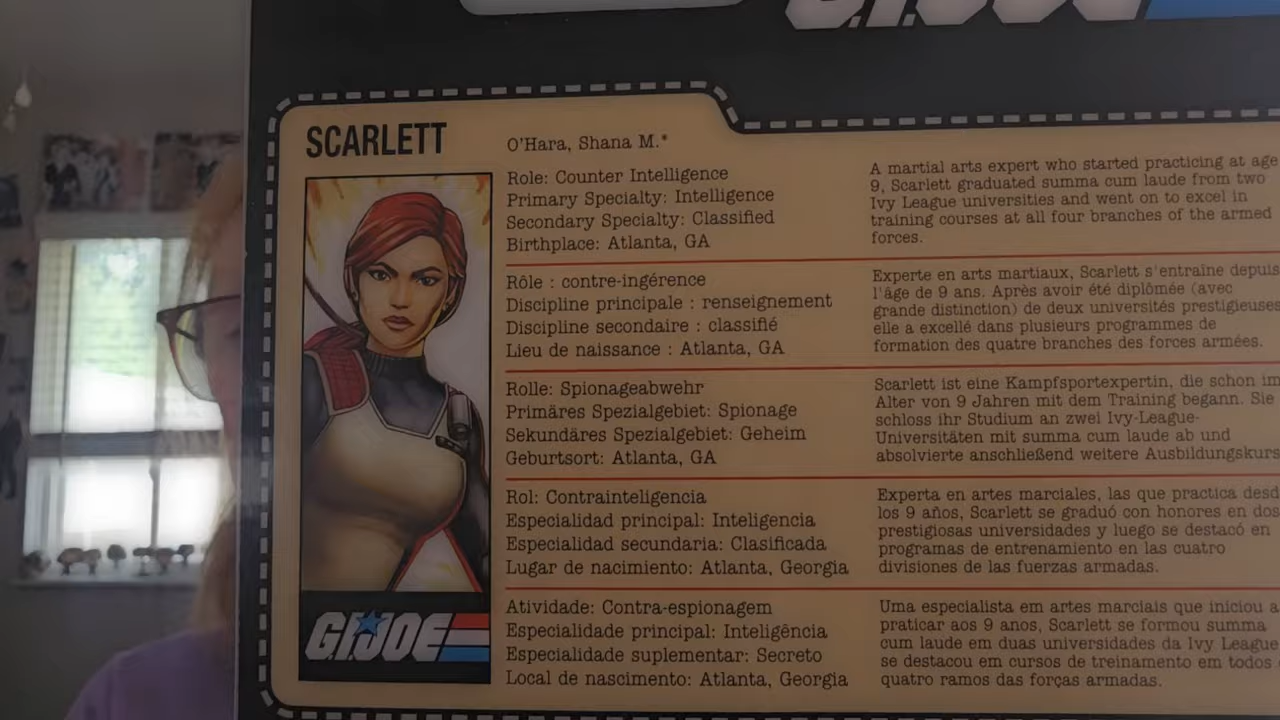 G.I.JOE
SCARLETT
O'Hara, Shana M.*
Role: Counter Intelligence
Primary Specialty: Intelligence
Secondary Specialty: Classified
Birthplace: Atlanta, GA
A martial arts expert who started practicing at age
9, Scarlett graduated summa cum laude from two
Ivy League universities and went on to excel in
training courses at all four branches of the armed
forces.
Rôle : contre-ingérence
Discipline principale : renseignement
Discipline secondaire : classifié
Lieu de naissance : Atlanta, GA
Experte en arts martiaux, Scarlett s'entraîne depuis
l'âge de 9 ans. Après avoir été diplômée (avec
grande distinction) de deux universités prestigieuses
elle a excellé dans plusieurs programmes de
formation des quatre branches des forces armées.
Rolle: Spionageabwehr
Primäres Spezialgebiet: Spionage
Sekundäres Spezialgebiet: Geheim
Geburtsort: Atlanta, GA
Scarlett ist eine Kampfsportexpertin, die schon im
Alter von 9 Jahren mit dem Training begann. Sie
schloss ihr Studium an zwei Ivy-League-
Universitäten mit summa cum laude ab und
absolvierte anschließend weitere Ausbildungskurs
Rol: Contrainteligencia
Especialidad principal: Inteligencia
Especialidad secundaria: Clasificada
Lugar de nacimiento: Atlanta, Georgia
Experta en artes marciales, las que practica desd
los 9 años, Scarlett se graduó con honores en dos
prestigiosas universidades y luego se destacó en
programas de entrenamiento en las cuatro
divisiones de las fuerzas armadas.
Atividade: Contra-espionagem
Especialidade principal: Inteligência
Especialidade suplementar: Secreto
Local de nascimento: Atlanta, Georgia
Uma especialista em artes marciais que iniciou a
praticar aos 9 anos, Scarlett se formou summa
cum laude em duas universidades da Ivy League
se destacou em cursos de treinamento em todos
quatro ramos das forças armadas.
G.I.JOE